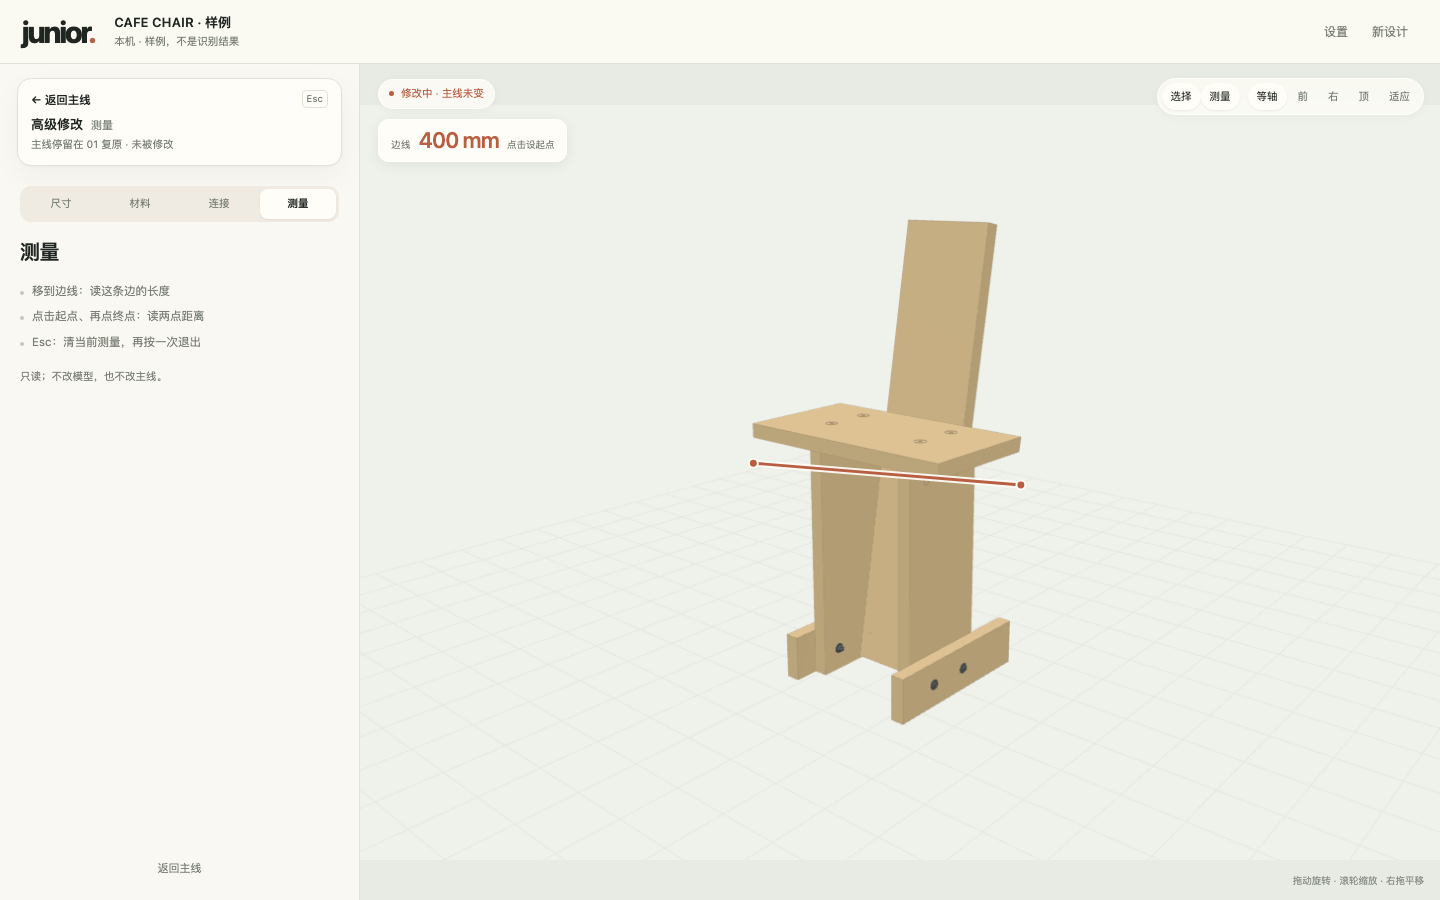 junior.
CAFE CHAIR · 样例
本机 · 样例，不是识别结果
设置
新设计
← 返回主线
Esc
高级修改 测量
主线停留在 01 复原 · 未被修改
尺寸
材料
连接
测量
测量
移到边线：读这条边的长度
点击起点、再点终点：读两点距离
Esc：清当前测量，再按一次退出
只读；不改模型，也不改主线。
返回主线
修改中 · 主线未变
边线 400 mm 点击设起点
选择
测量
等轴
前
右
顶
适应
拖动旋转 · 滚轮缩放 · 右拖平移